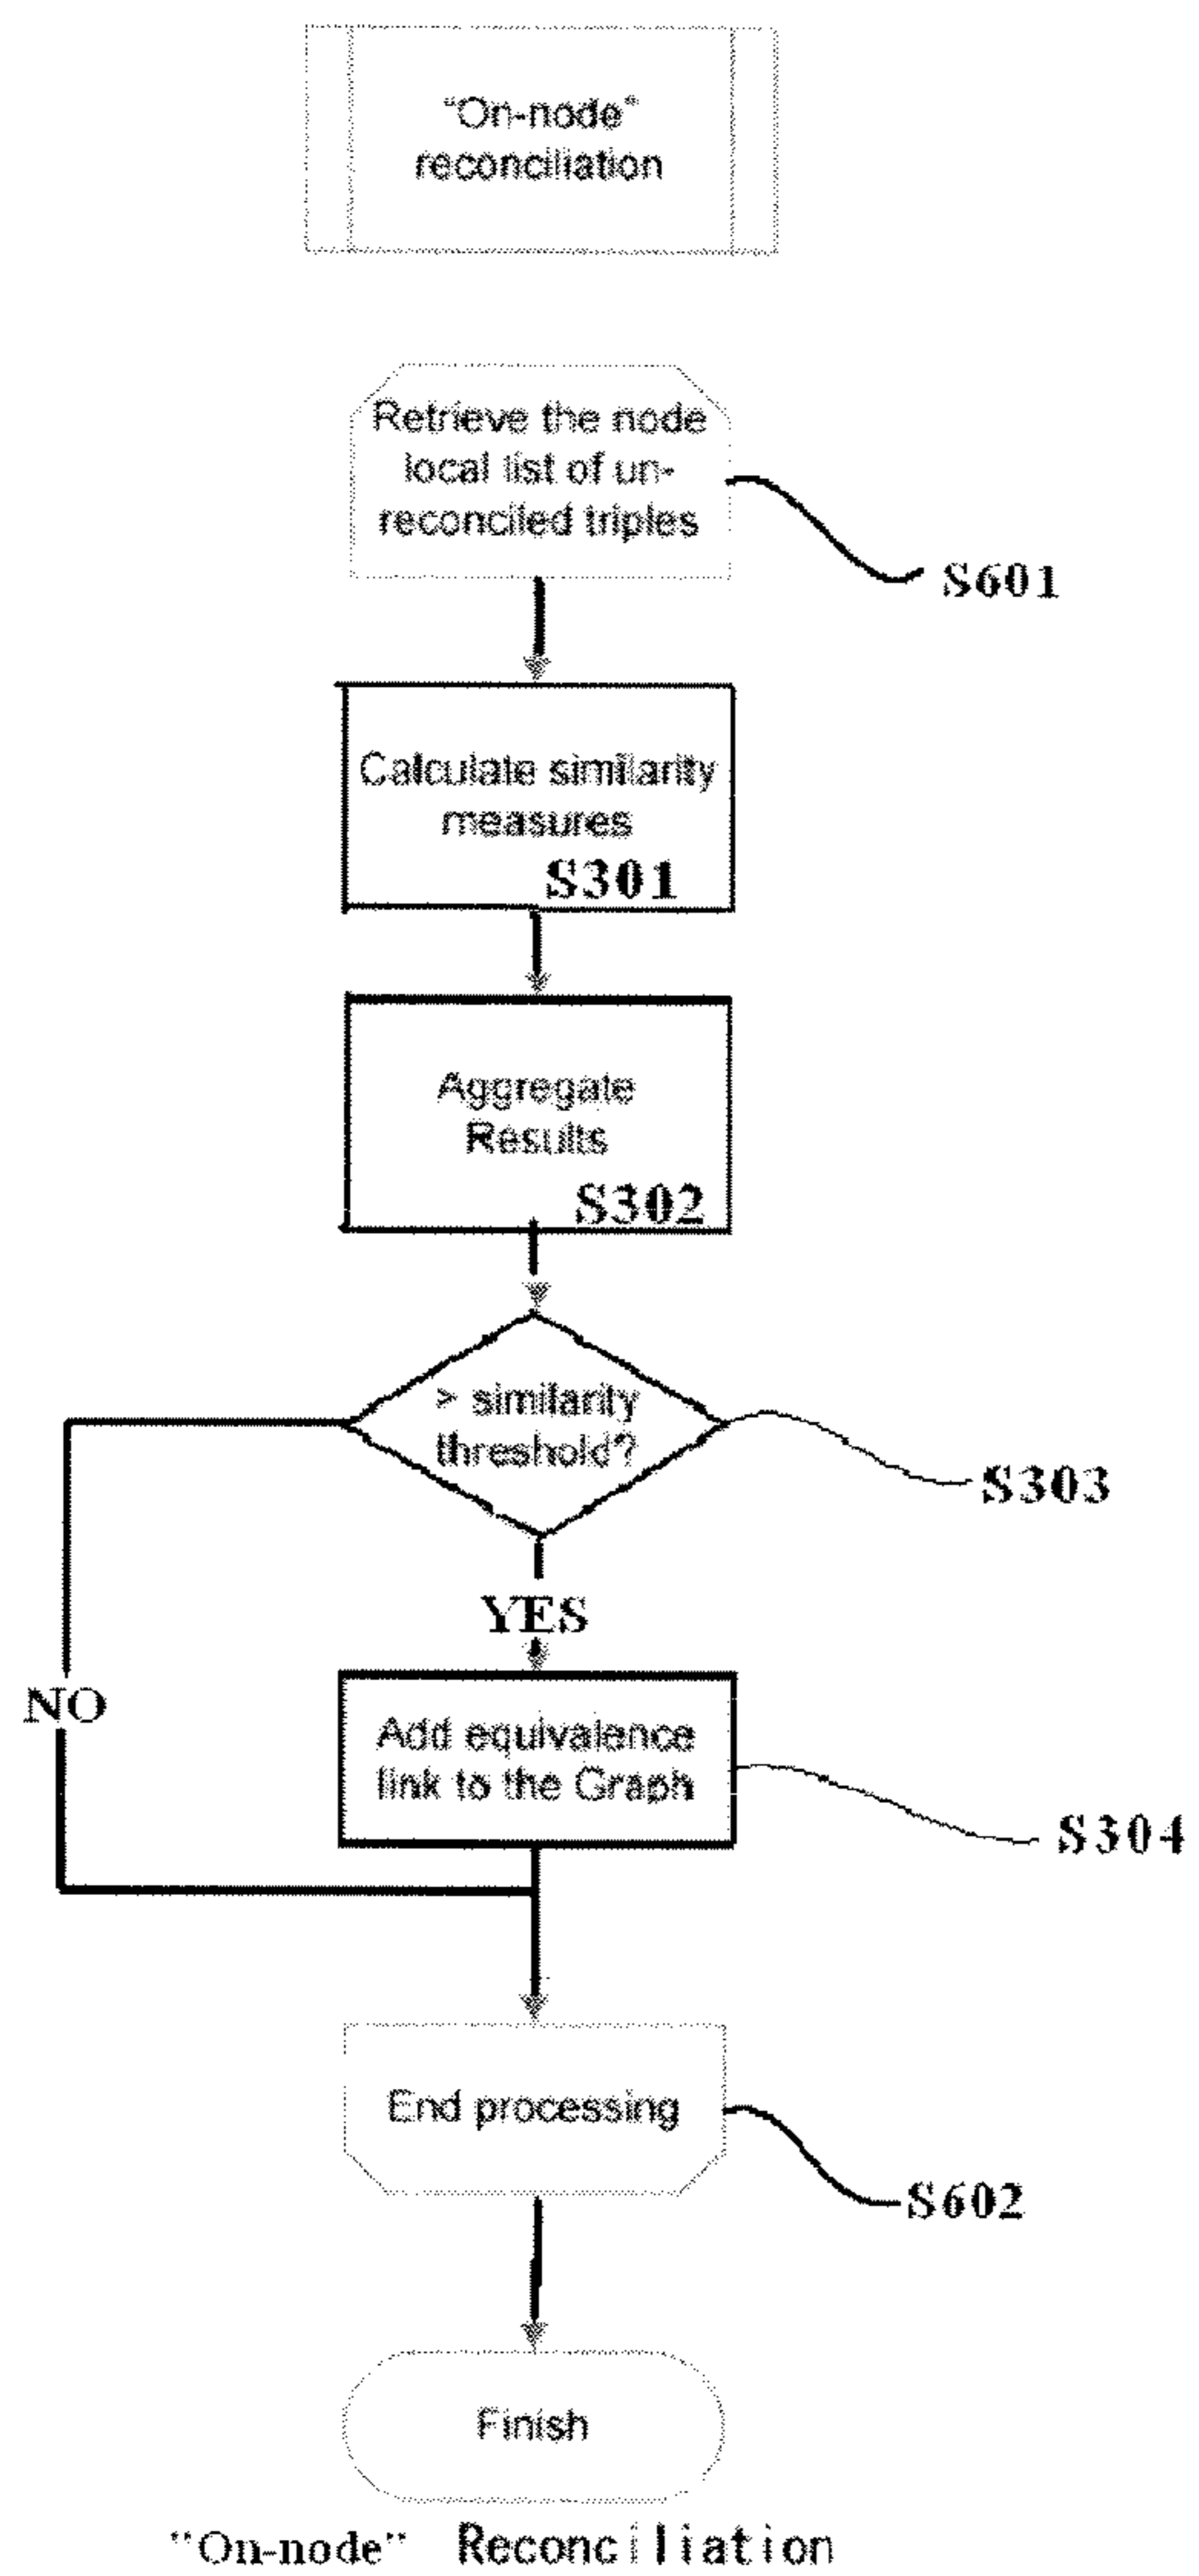 "On-node"
reconciliation
Retrieve the node
local list of un-
reconciled triples
S601
Calculate similarity
measures
S301
Aggregate
Results
S302
> similarity
threshold?
S303
YES
NO
Add equivalence
link to the Graph
S304
End processing
S602
Finish
"On-node" Reconciliation